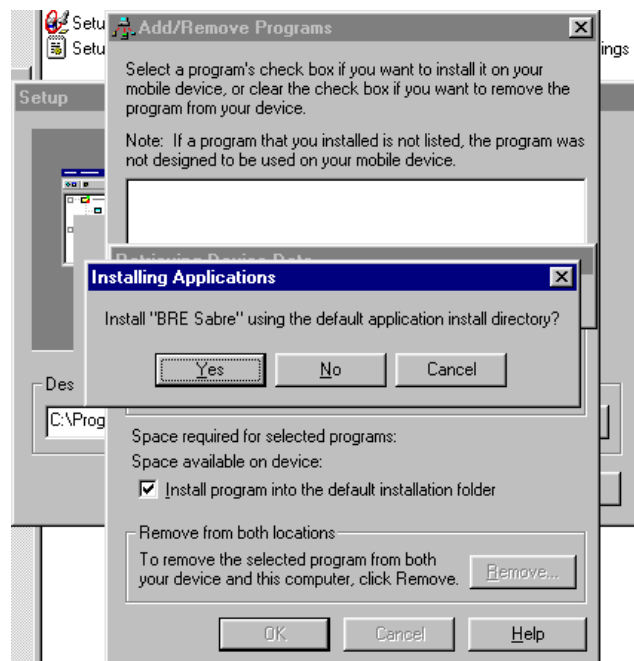 Setu
Add/Remove Programs
Setu
ings
Select a program's check box if you want to install it on your
mobile device, or clear the check box if you want to remove the
program from your device.
Setup
Note: If a program that you installed is not listed, the program was
not designed to be used on your mobile device.
Retrieving Device Data
Installing Applications
Install "BRE Sabre" using the default application install directory?
Yes
No
Cancel
Des
C:\Prog
Space required for selected programs:
Space available on device:
Install program into the default installation folder
Remove from both locations
To remove the selected program from both
your device and this computer, click Remove.
Remove...
OK
Cancel
Help